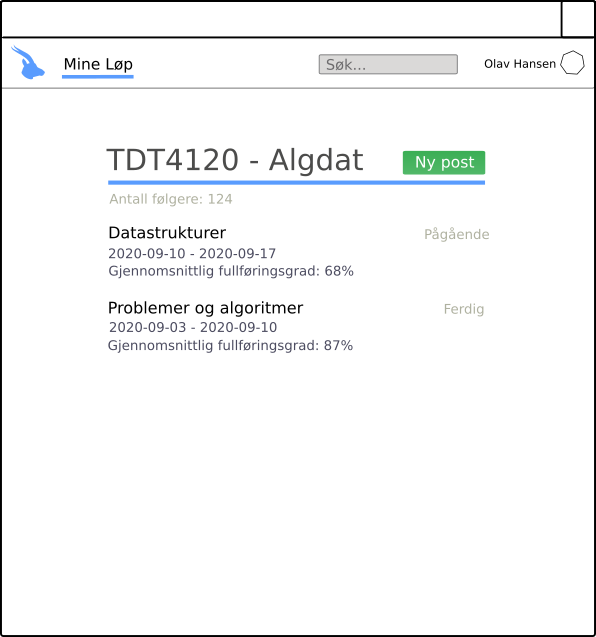 Mine Løp
Søk...
Olav Hansen
TDT4120 - Algdat
Ny post
Antall følgere: 124
Datastrukturer
Pågående
2020-09-10 - 2020-09-17
Gjennomsnittlig fullføringsgrad: 68%
Problemer og algoritmer
Ferdig
2020-09-03 - 2020-09-10
Gjennomsnittlig fullføringsgrad: 87%